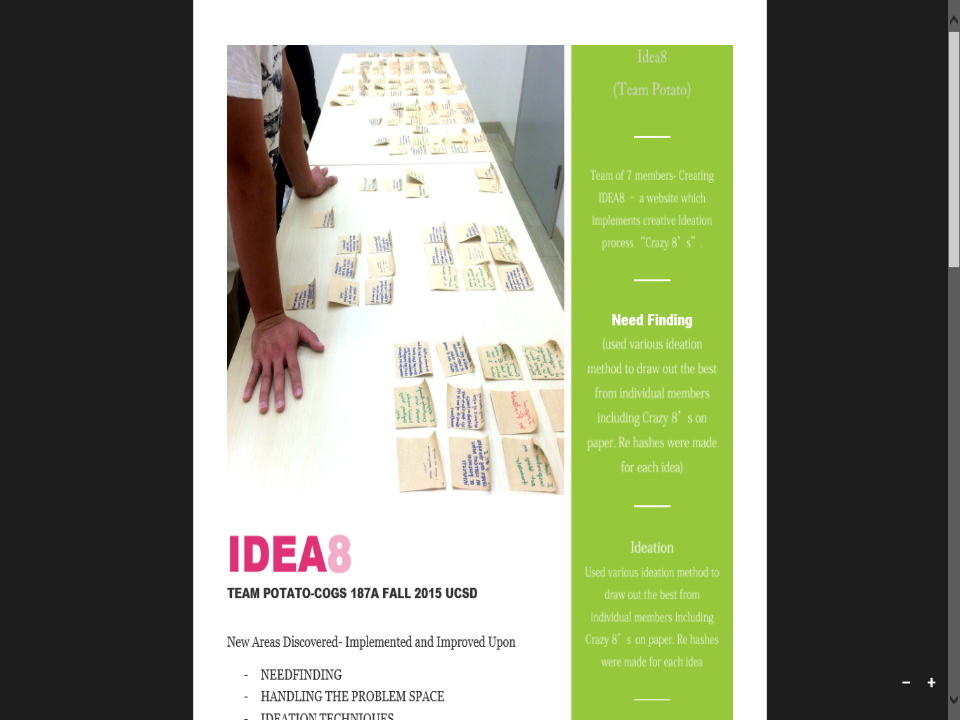 Idea8
(Team Potato)
Team of 7 members- Creating
IDEA8 - a website which
implements creative Ideation
process “Crazy 8’s”.
Need Finding
(used various ideation
method to draw out the best
from individual members
including Crazy 8’s on
paper. Re hashes were made
for each idea)
Ideation
Used various ideation method to
draw out the best from
individual members including
Crazy 8’s on paper. Re hashes
were made for each idea
IDEA8
TEAM POTATO-COGS 187A FALL 2015 UCSD
New Areas Discovered- Implemented and Improved Upon
- NEEDFINDING
- HANDLING THE PROBLEM SPACE
- IDEATION TECHNIQUES